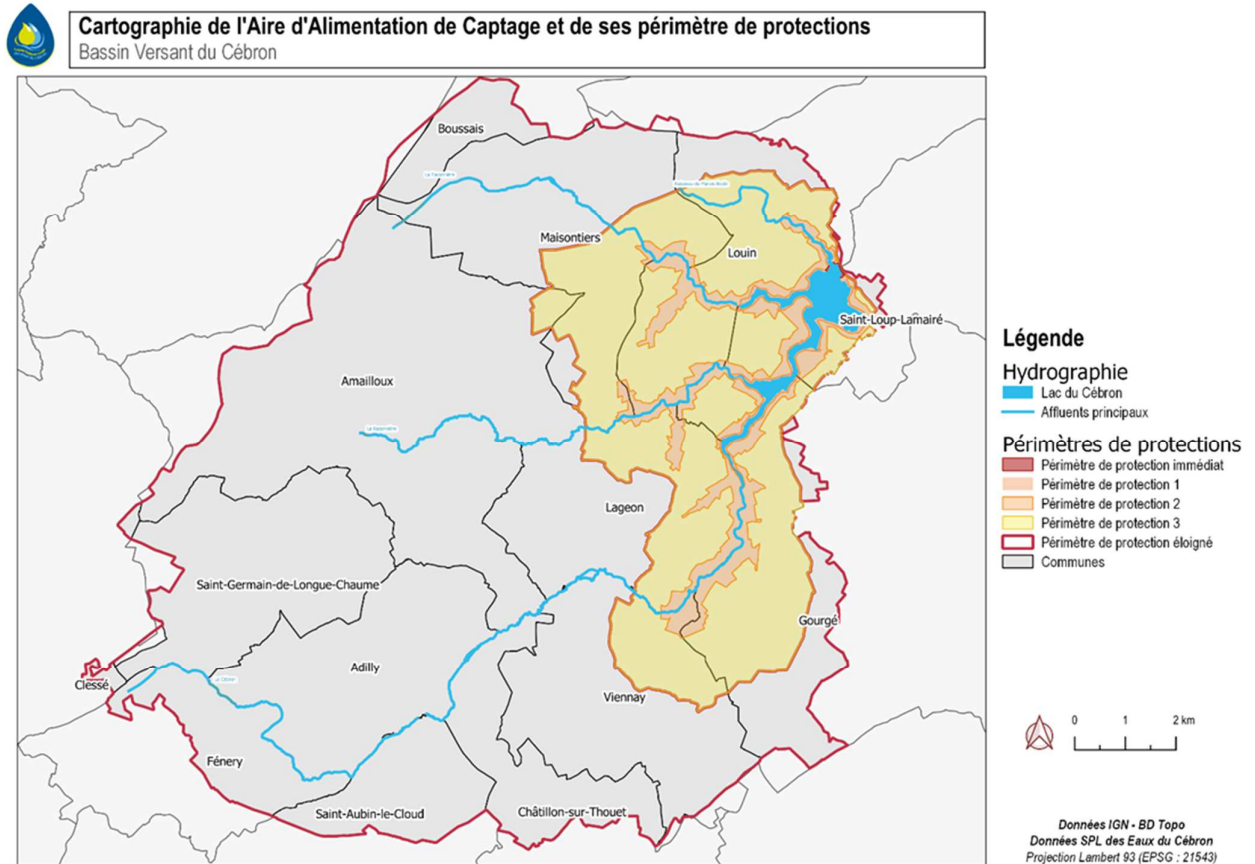 Cartographie de l'Aire d'Alimentation de Captage et de ses périmètre de protections
Bassin Versant du Cébron
Boussais
Maisontiers
Louin
Saint-Loup-Lamairé
Amailloux
Lageon
Saint-Germain-de-Longue-Chaume
Gourgé
Adilly
Clessé
Viennay
Fénery
Saint-Aubin-le-Cloud
Châtillon-sur-Thouet
Légende
Hydrographie
Lac du Cébron
Affluents principaux
Périmètres de protections
Périmètre de protection immédiat
Périmètre de protection 1
Périmètre de protection 2
Périmètre de protection 3
Périmètre de protection éloigné
Communes
0 1 2 km
Données IGN - BD Topo
Données SPL des Eaux du Cébron
Projection Lambert 93 (EPSG : 21543)